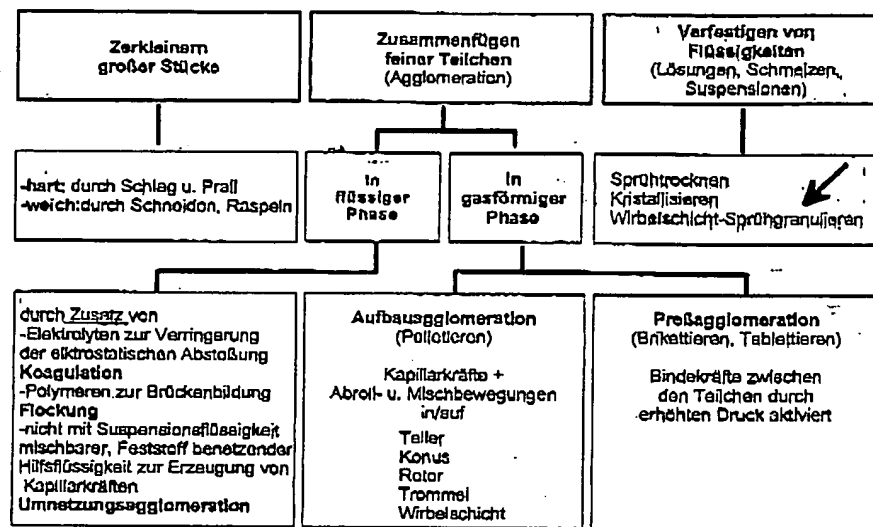 Zerkleinern
großer Stücke
Zusammenfügen
feiner Teilchen
(Agglomeration)
Verfestigen von
Flüssigkeiten
(Lösungen, Schmelzen,
Suspensionen)
-hart: durch Schlag u. Prall
-weich:durch Schneiden, Raspeln
in
flüssiger
Phase
in
gasförmiger
Phase
Sprühtrocknen
Kristallisieren
Wirbelschicht-Sprühgranulieren
durch Zusatz von
-Elektrolyten zur Verringerung
der elktrostatischen Abstoßung
Koagulation
-Polymeren zur Brückenbildung
Flockung
-nicht mit Suspensionsflüssigkeit
mischbarer, Feststoff benetzender
Hilfsflüssigkeit zur Erzeugung von
Kapillarkräften
Umnetzungsagglomeration
Aufbauagglomeration
(Pelletieren)
Kapillarkräfte +
Abroll- u. Mischbewegungen
in/auf
Teller
Konus
Rotor
Trommel
Wirbelschicht
Preßagglomeration
(Brikettieren, Tablettieren)
Bindekräfte zwischen
den Teilchen durch
erhöhten Druck aktiviert